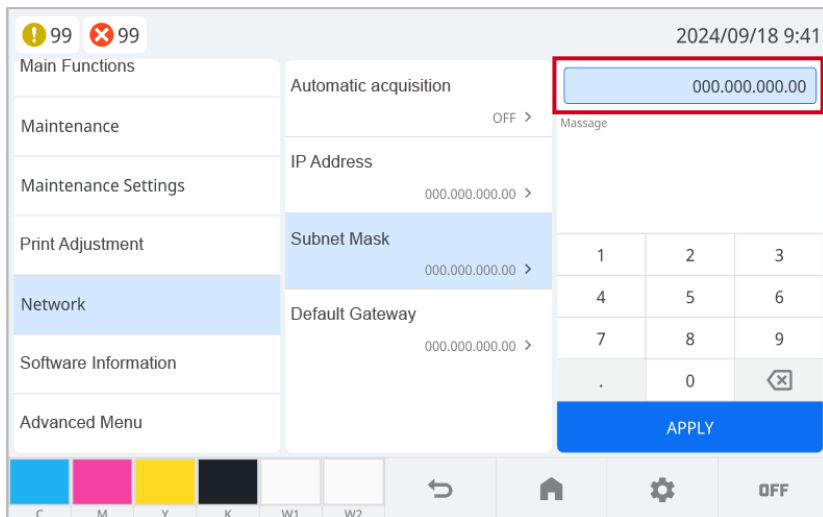 99 99 2024/09/18 9:41
Main Functions
Maintenance
Maintenance Settings
Print Adjustment
Network
Software Information
Advanced Menu
Automatic acquisition
OFF >
IP Address
000.000.000.00 >
Subnet Mask
000.000.000.00 >
Default Gateway
000.000.000.00 >
000.000.000.00
Massage
1 2 3
4 5 6
7 8 9
. 0
APPLY
C M Y K W1 W2
OFF